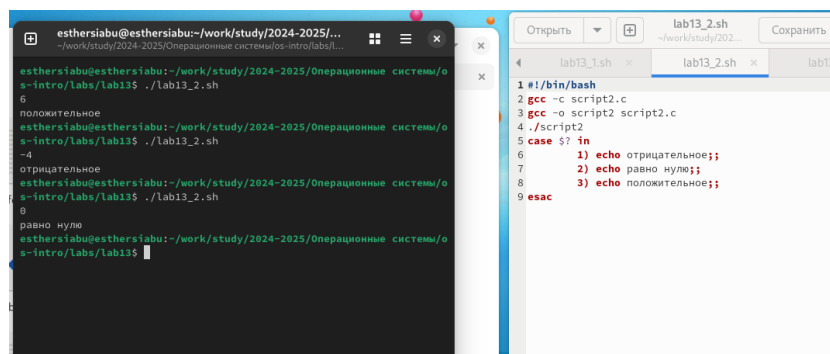 esthersiabu@esthersiabu:~/work/study/2024-2025/...
~/work/study/2024-2025/Операционные системы/os-intro/labs/l...
esthersiabu@esthersiabu:~/work/study/2024-2025/Операционные системы/o
s-intro/labs/lab13$ ./lab13_2.sh
6
положительное
esthersiabu@esthersiabu:~/work/study/2024-2025/Операционные системы/o
s-intro/labs/lab13$ ./lab13_2.sh
-4
отрицательное
esthersiabu@esthersiabu:~/work/study/2024-2025/Операционные системы/o
s-intro/labs/lab13$ ./lab13_2.sh
0
равно нулю
esthersiabu@esthersiabu:~/work/study/2024-2025/Операционные системы/o
s-intro/labs/lab13$
Открыть
lab13_2.sh
~/work/study/202...
Сохранить
lab13_1.sh
lab13_2.sh
lab13
1 #!/bin/bash
2 gcc -c script2.c
3 gcc -o script2 script2.c
4 ./script2
5 case $? in
6 1) echo отрицательное;;
7 2) echo равно нулю;;
8 3) echo положительное;;
9 esac